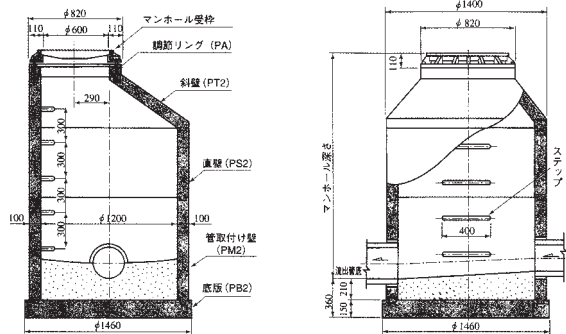 φ820
110
φ600
110
マンホール受枠
調節リング(PA)
290
斜壁(PT2)
300
300
300
300
直壁(PS2)
100
φ1200
100
管取付け壁
(PM2)
底版(PB2)
φ1460
φ1400
φ820
110
マンホール深さ
ステップ
400
流出管底
210
360
150
φ1460